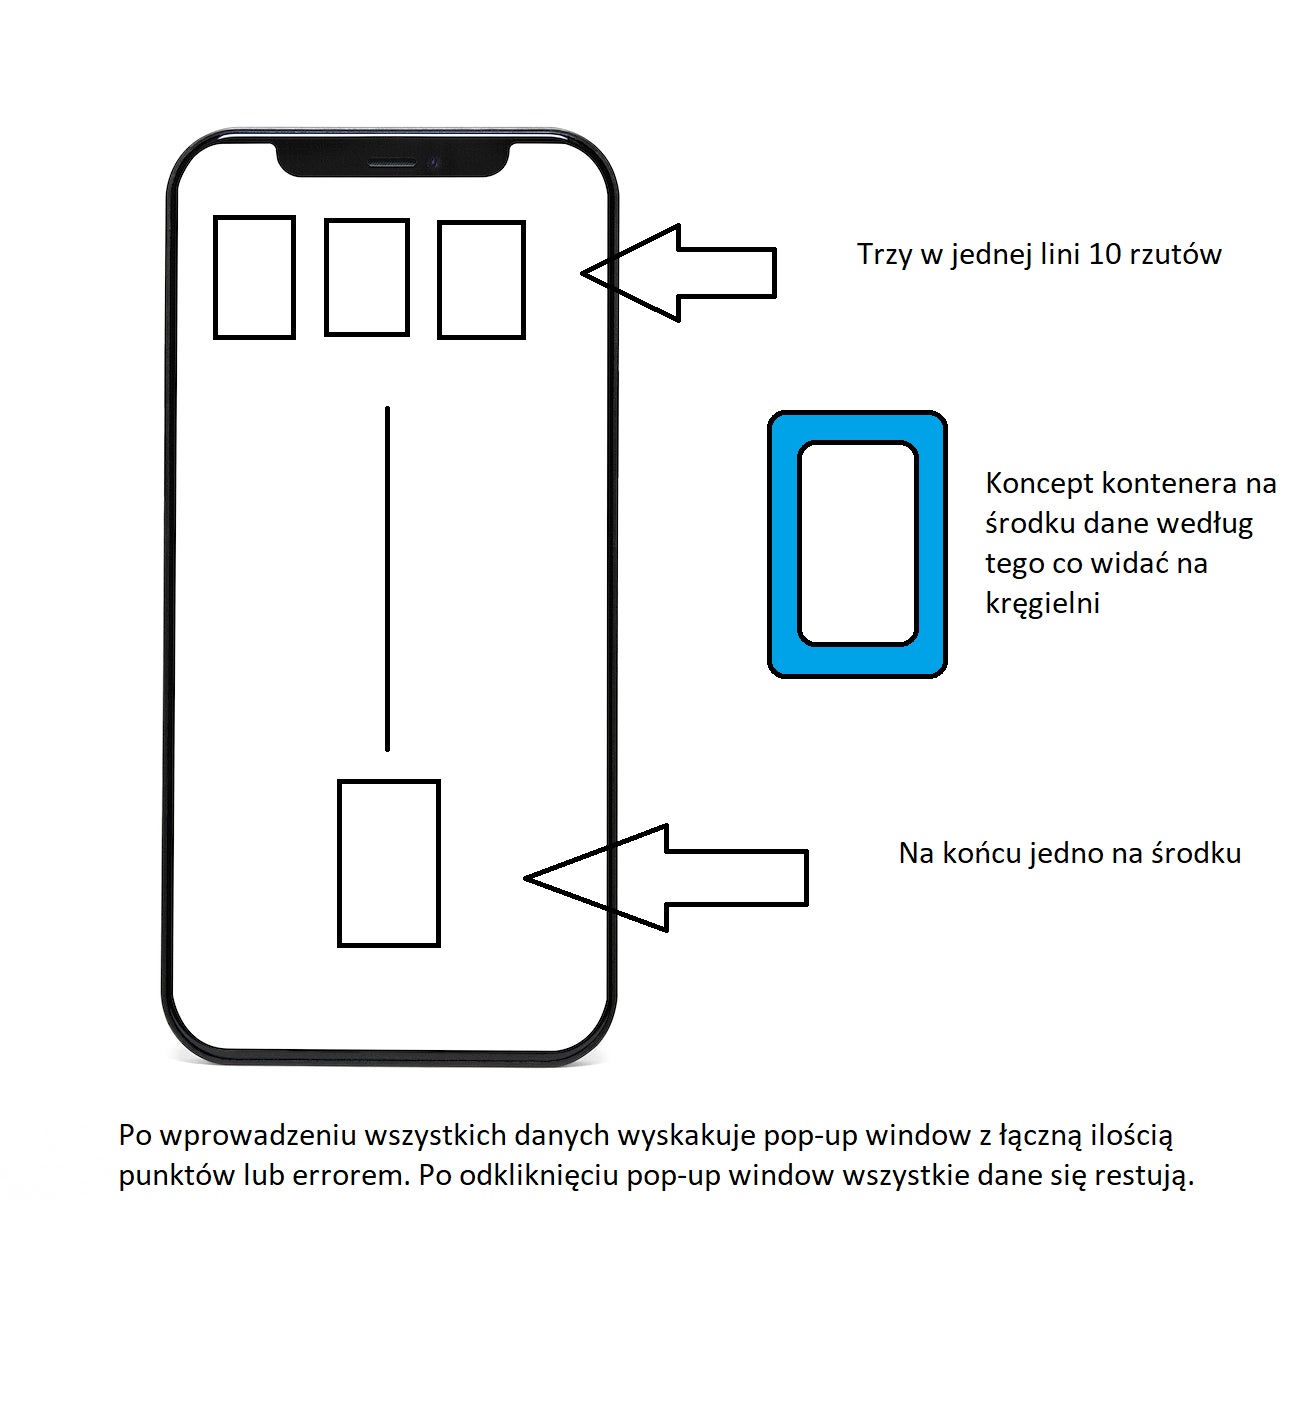 Trzy w jednej lini 10 rzutów
Koncept kontenera na
środku dane według
tego co widać na
kręgielni
Na końcu jedno na środku
Po wprowadzeniu wszystkich danych wyskakuje pop-up window z łączną ilością
punktów lub errorem. Po odkliknięciu pop-up window wszystkie dane się restują.